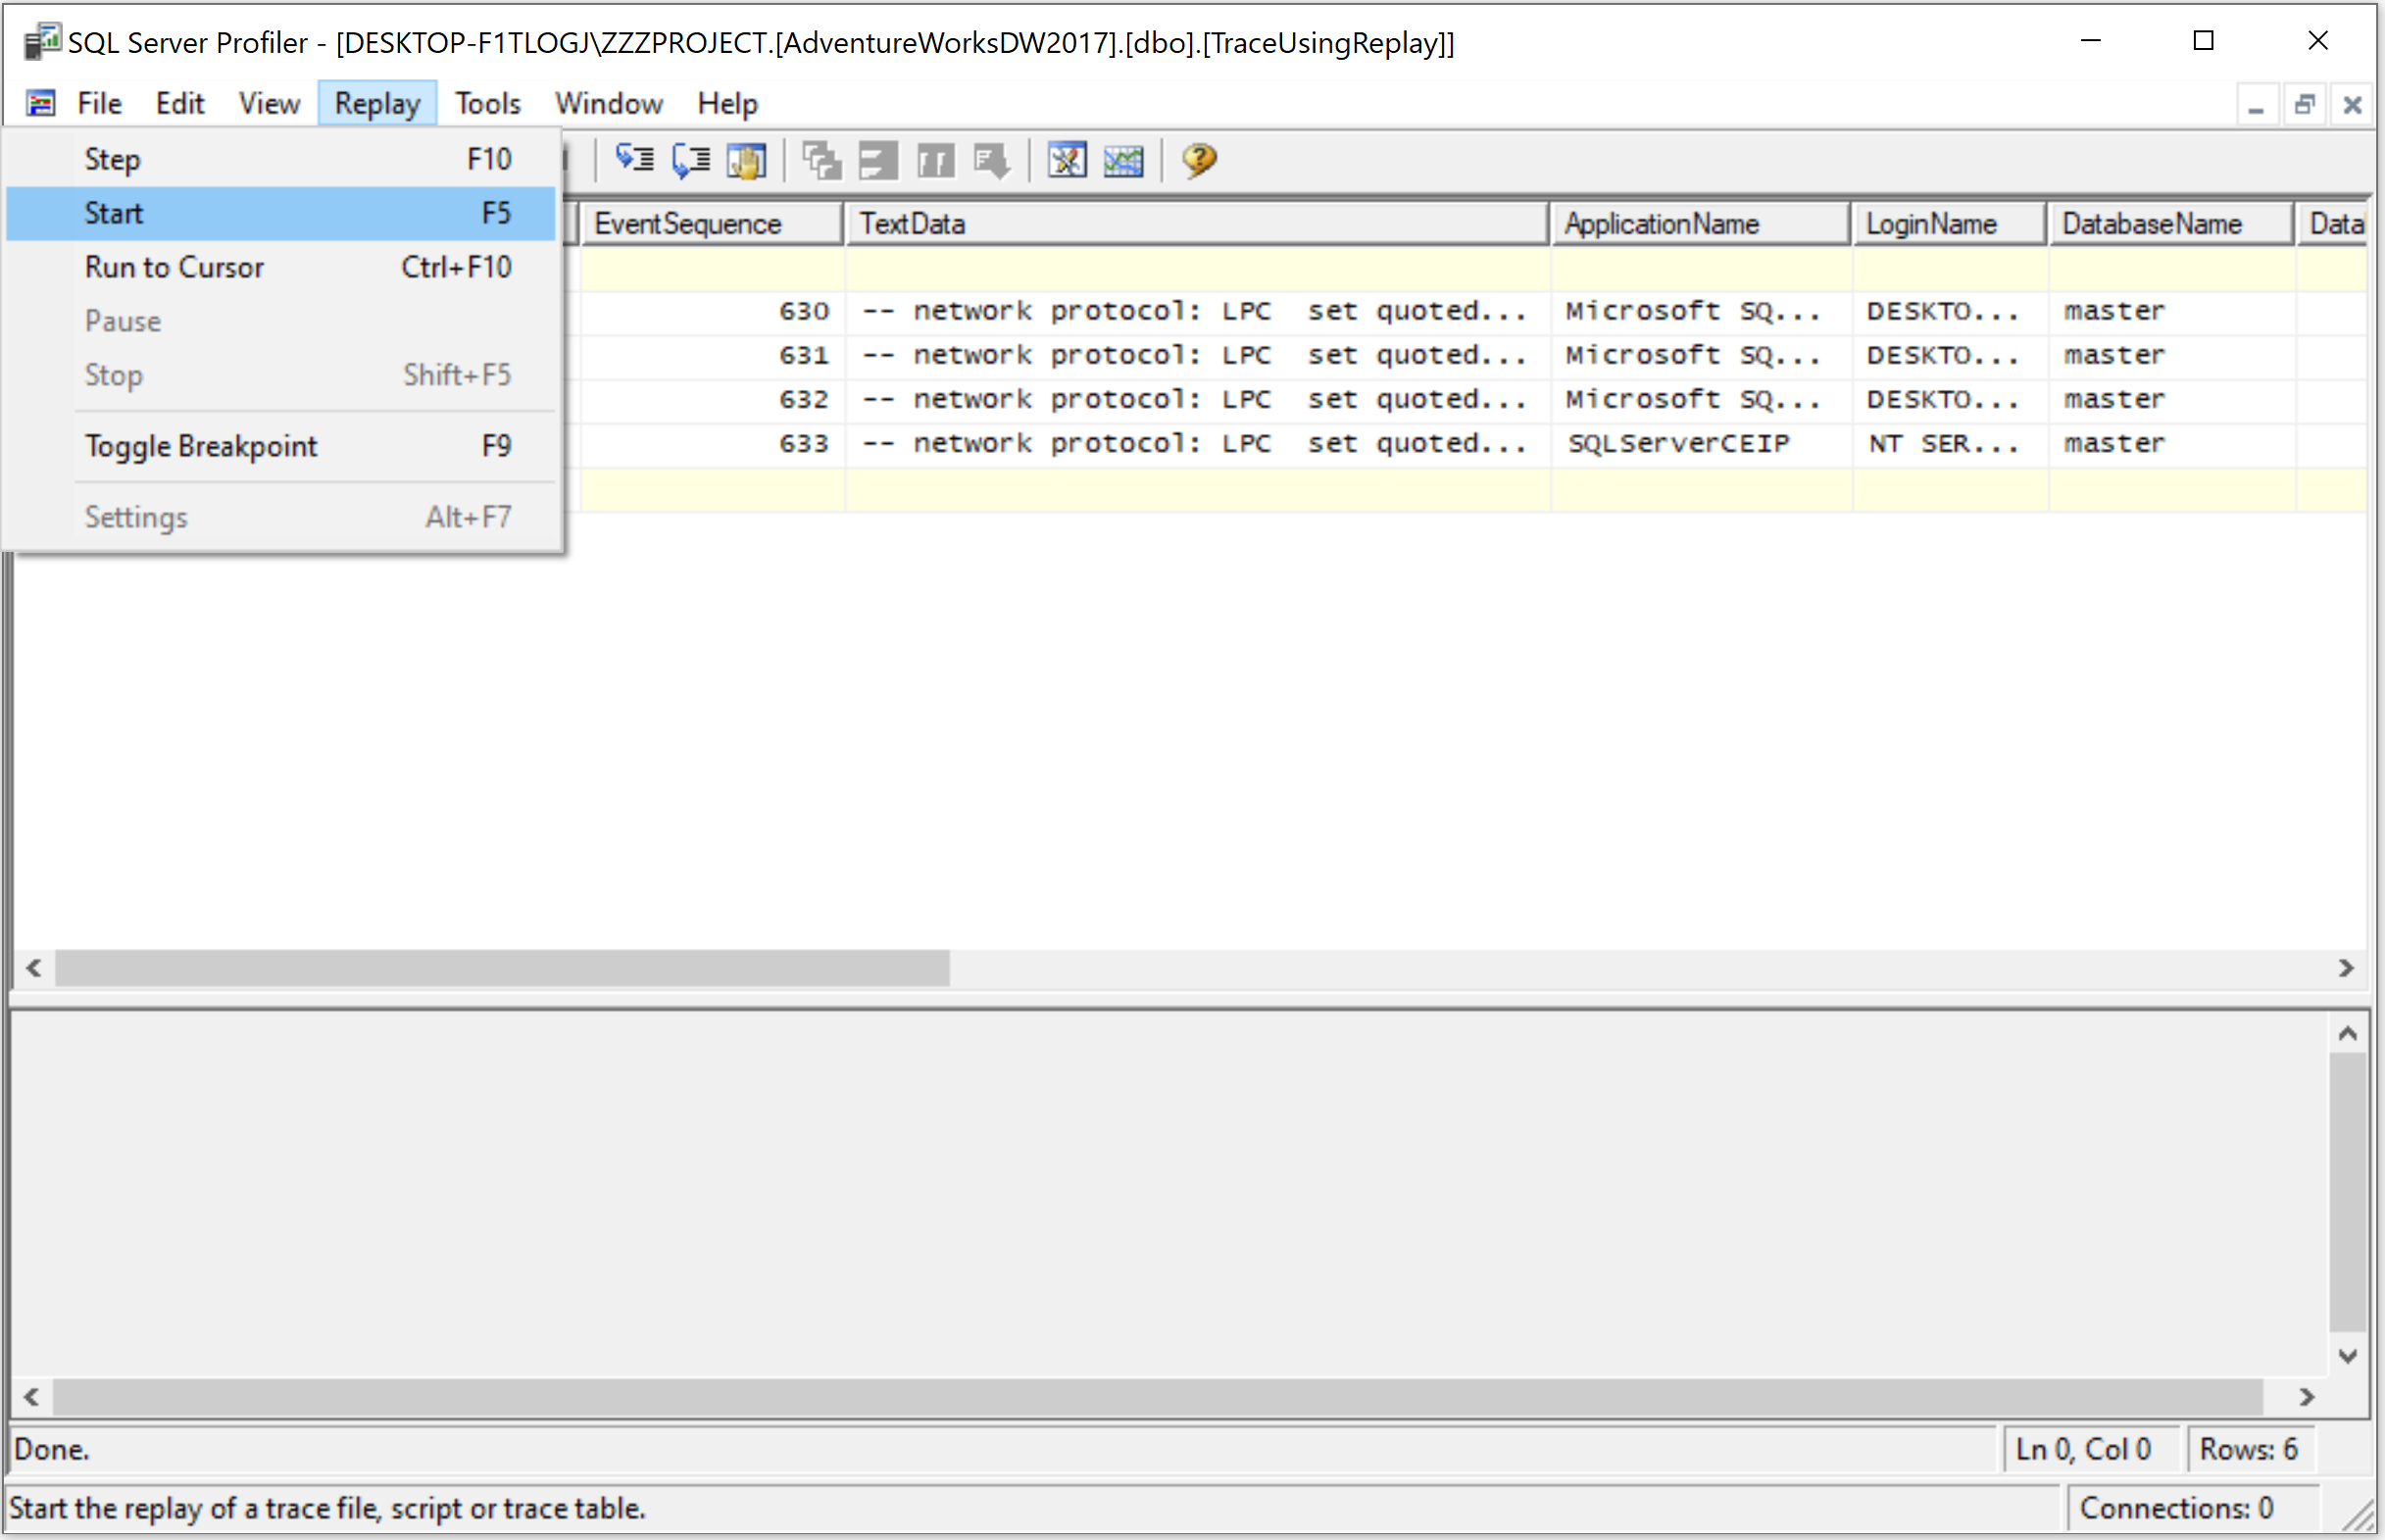 SQL Server Profiler - [DESKTOP-F1TLOGJ\ZZZPROJECT.[AdventureWorksDW2017].[dbo].[TraceUsingReplay]]
File Edit View Replay Tools Window Help
Step F10
Start F5
Run to Cursor Ctrl+F10
Pause
Stop Shift+F5
Toggle Breakpoint F9
Settings Alt+F7
EventSequence TextData ApplicationName LoginName DatabaseName Data
630 -- network protocol: LPC set quoted... Microsoft SQ... DESKTO... master
631 -- network protocol: LPC set quoted... Microsoft SQ... DESKTO... master
632 -- network protocol: LPC set quoted... Microsoft SQ... DESKTO... master
633 -- network protocol: LPC set quoted... SQLServerCEIP NT SER... master
Done. Ln 0, Col 0 Rows: 6
Start the replay of a trace file, script or trace table. Connections: 0